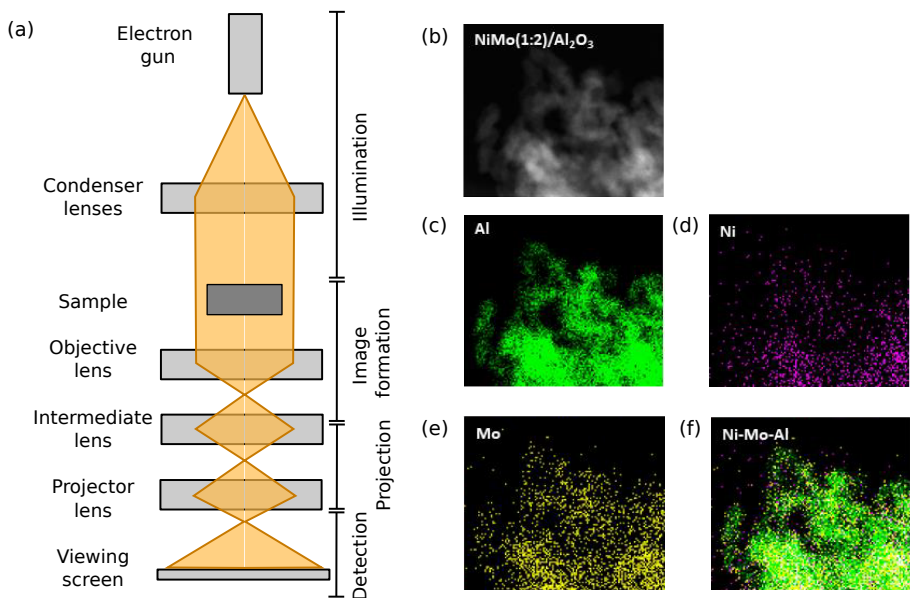 (a)
Electron
gun
Condenser
lenses
Sample
Objective
lens
Intermediate
lens
Projector
lens
Viewing
screen
Illumination
Image
formation
Projection
Detection
(b)
NiMo(1:2)/Al₂O₃
(c)
Al
(d)
Ni
(e)
Mo
(f)
Ni-Mo-Al